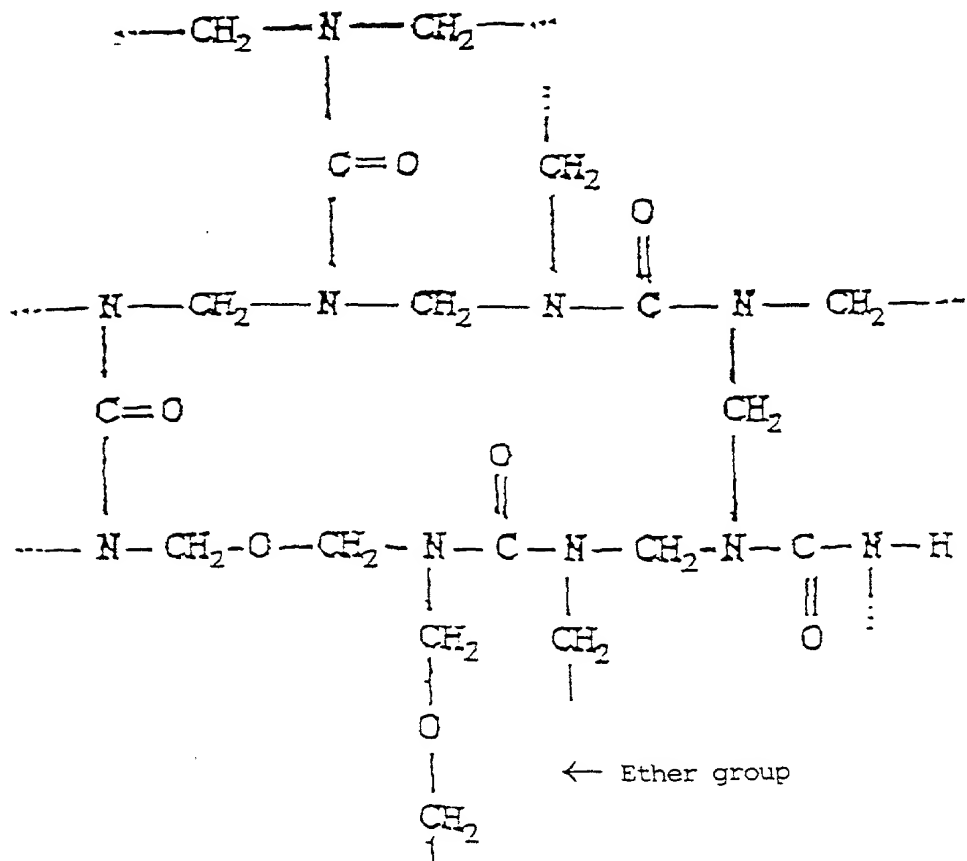 CH₂ — N — CH₂
C=O CH₂
O
N — CH₂ — N — CH₂ — N — C — N — CH₂
C=O CH₂
O
N — CH₂-O — CH₂ — N — C — N — CH₂-N — C — N — H
CH₂ CH₂ O
O
← Ether group
CH₂